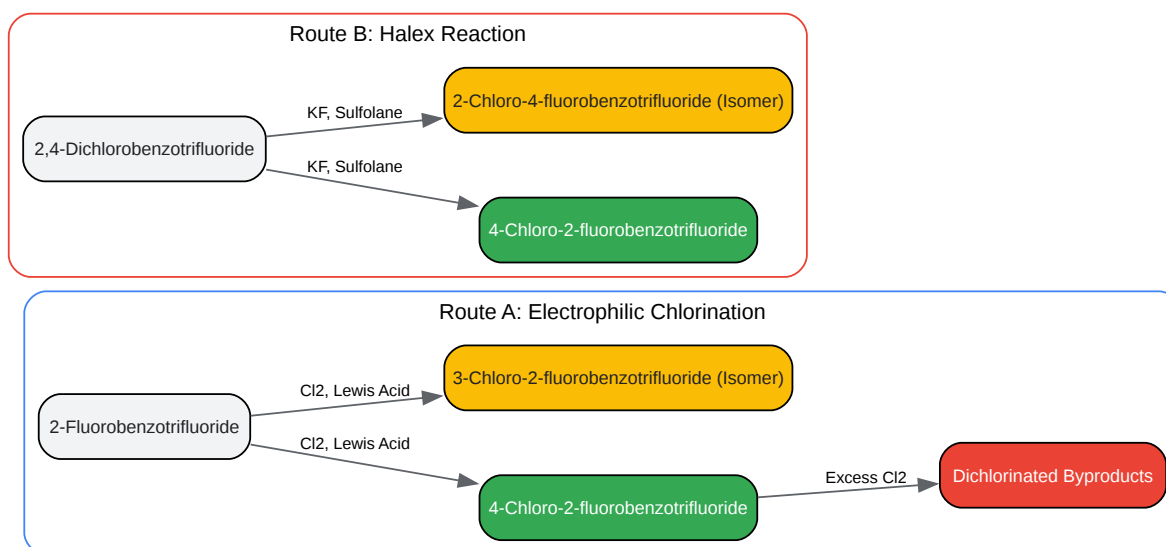 Route B: Halex Reaction
2-Chloro-4-fluorobenzotrifluoride (Isomer)
KF, Sulfolane
2,4-Dichlorobenzotrifluoride
KF, Sulfolane
4-Chloro-2-fluorobenzotrifluoride
Route A: Electrophilic Chlorination
3-Chloro-2-fluorobenzotrifluoride (Isomer)
Cl2, Lewis Acid
2-Fluorobenzotrifluoride
Cl2, Lewis Acid
4-Chloro-2-fluorobenzotrifluoride
Excess Cl2
Dichlorinated Byproducts